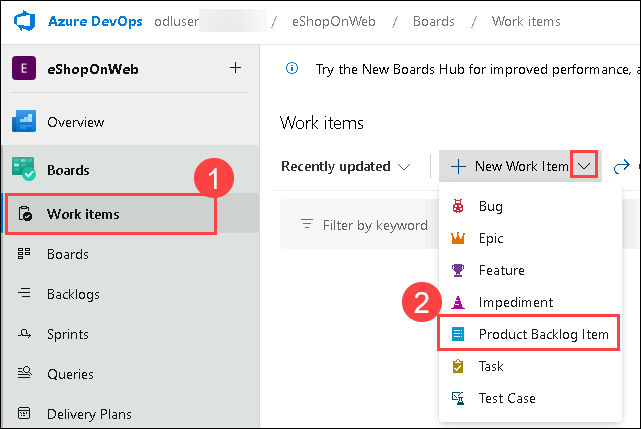 Azure DevOps odluser / eShopOnWeb / Boards / Work items
E eShopOnWeb +
Try the New Boards Hub for improved performance, a
Overview
Work items
Boards
1
Recently updated
New Work Item
Work items
Filter by keyword
Bug
Epic
Boards
Feature
Backlogs
2
Impediment
Sprints
Product Backlog Item
Queries
Task
Delivery Plans
Test Case